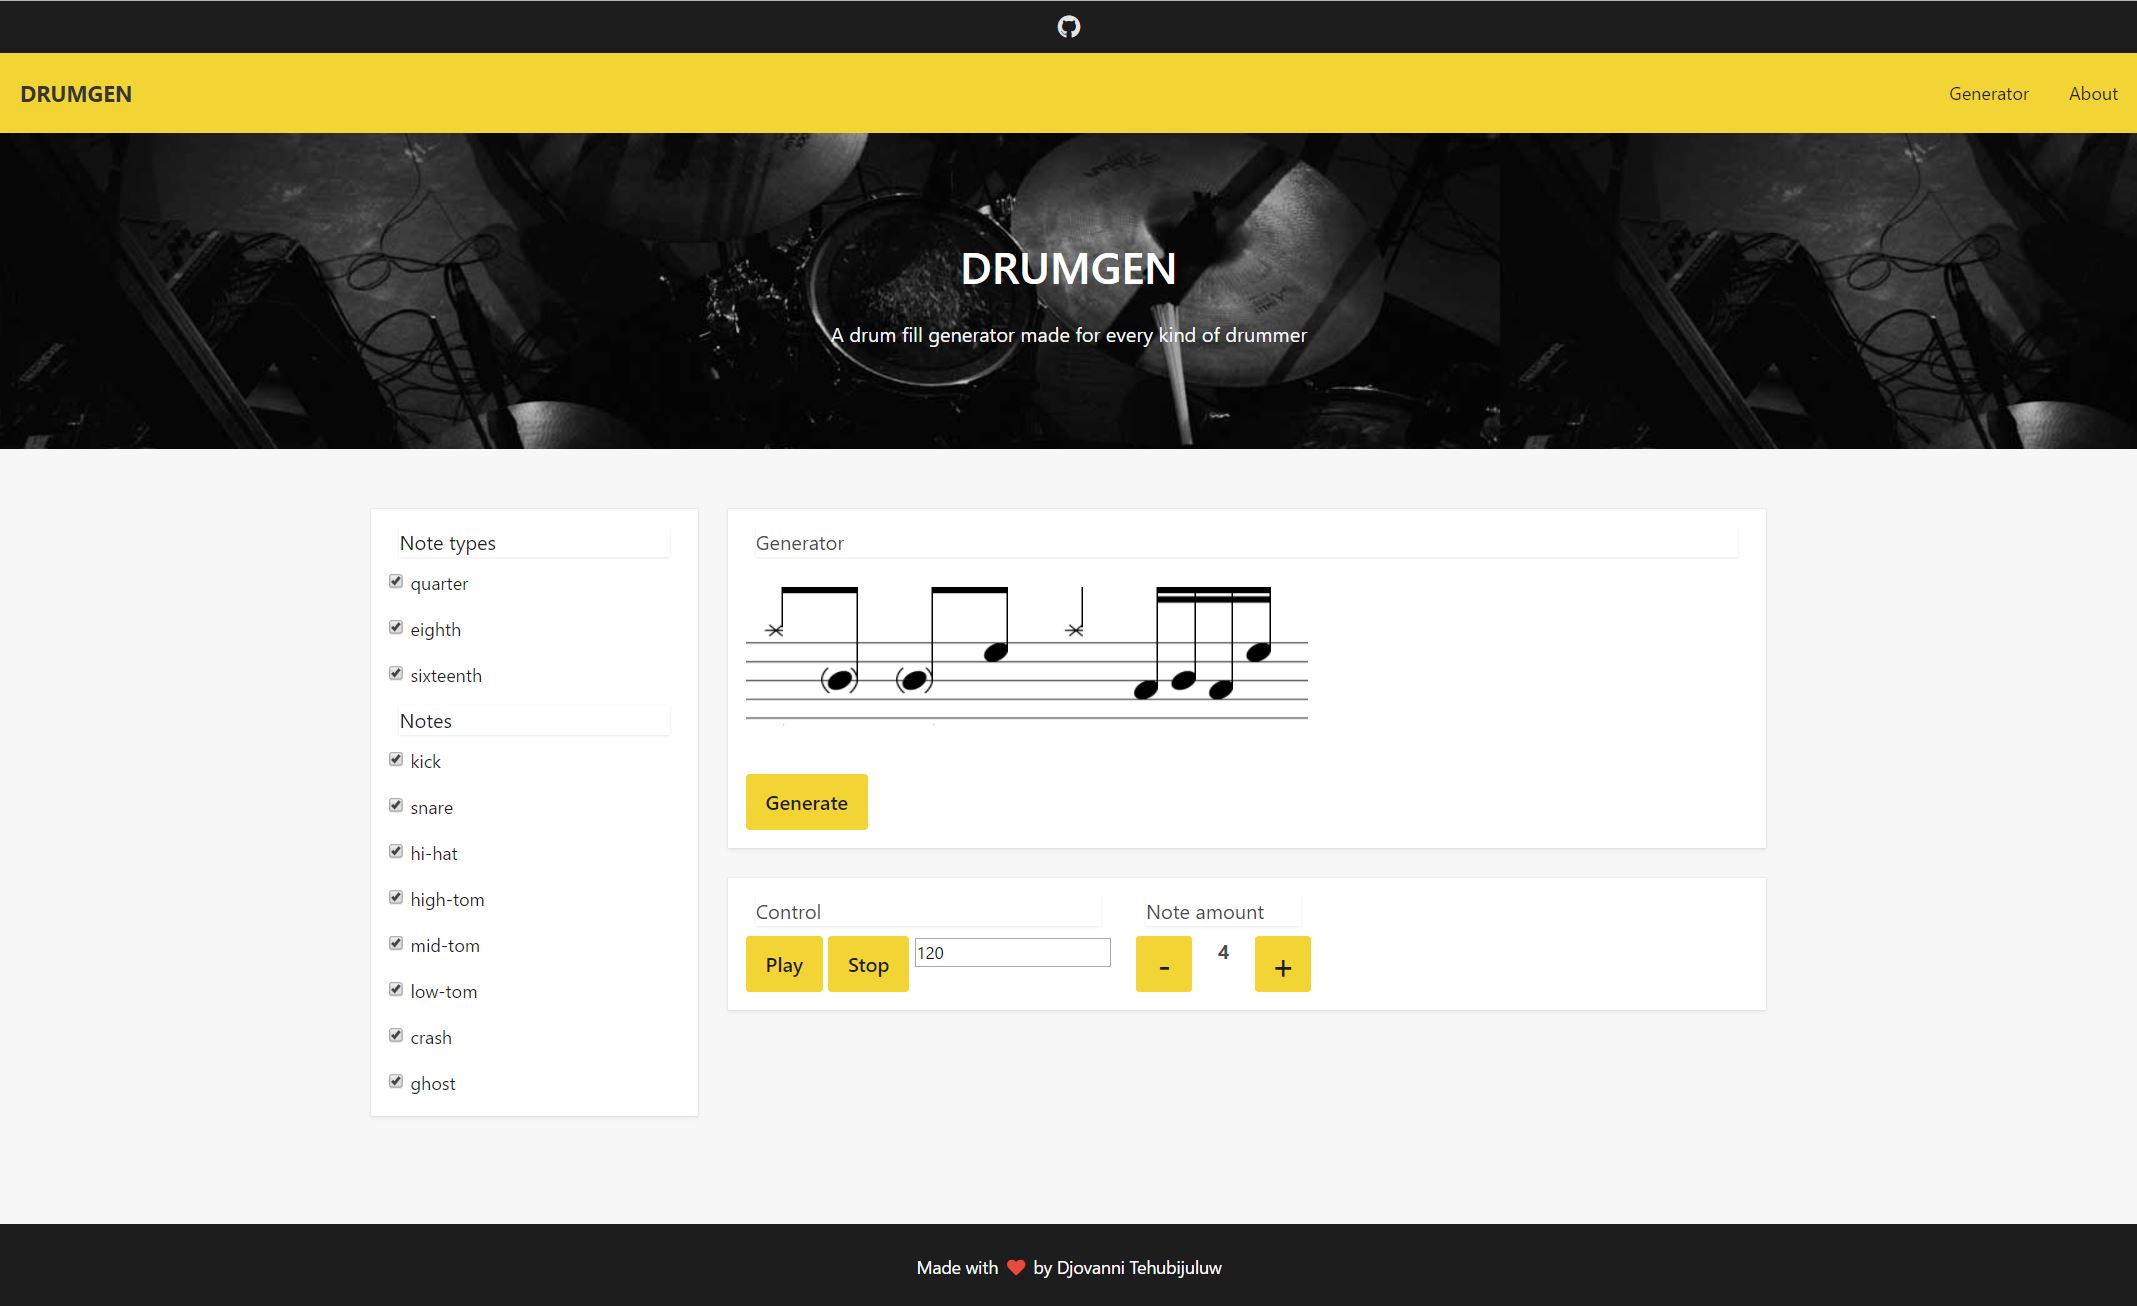 DRUMGEN
Generator About
DRUMGEN
A drum fill generator made for every kind of drummer
Note types
quarter
eighth
sixteenth
Notes
kick
snare
hi-hat
high-tom
mid-tom
low-tom
crash
ghost
Generator
Generate
Control
Play Stop 120
Note amount
- 4 +
Made with ❤ by Djovanni Tehubijuluw